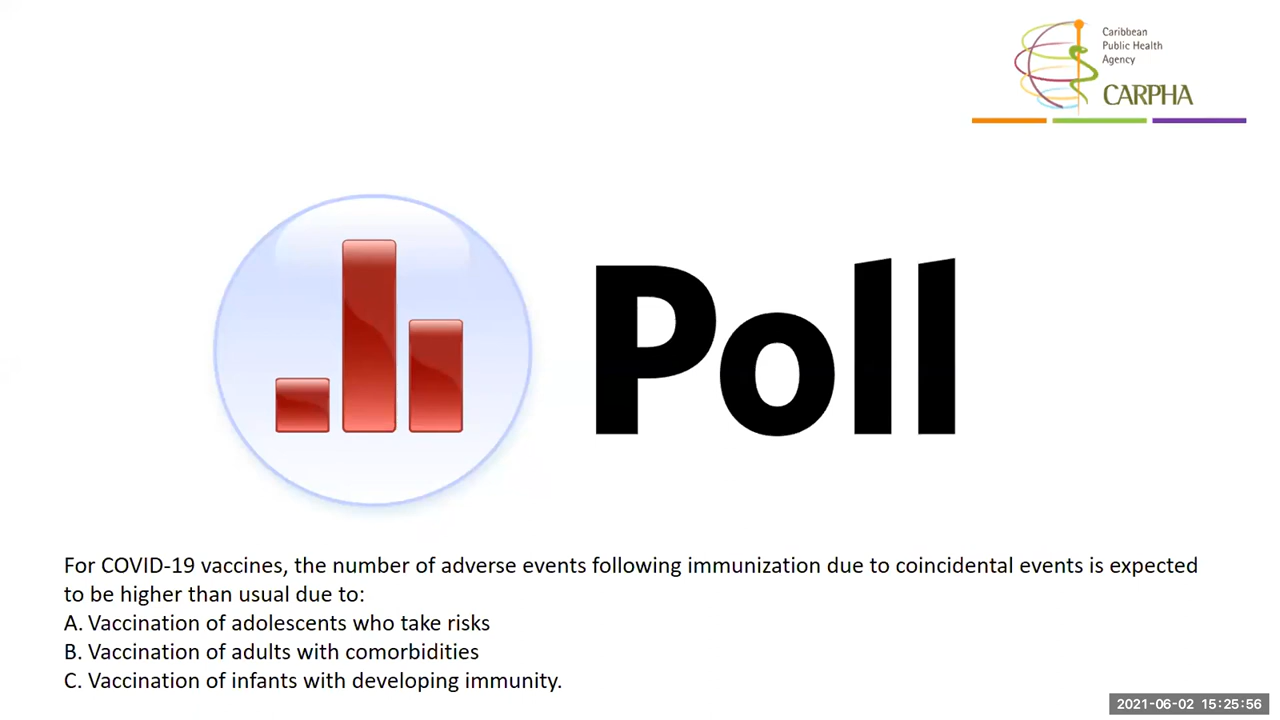 Caribbean
Public Health
Agency
CARPHA
Poll
For COVID-19 vaccines, the number of adverse events following immunization due to coincidental events is expected
to be higher than usual due to:
A. Vaccination of adolescents who take risks
B. Vaccination of adults with comorbidities
C. Vaccination of infants with developing immunity.
2021-06-02 15:25:56